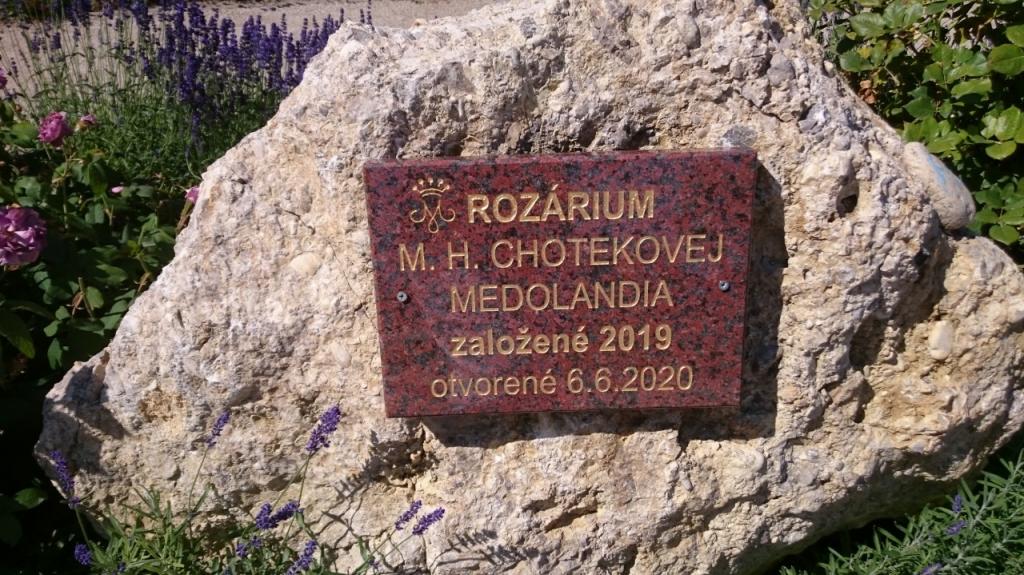 ROZÁRIUM
M. H. CHOTEKOVEJ
MEDOLANDIA
založené 2019
otvorené 6.6.2020